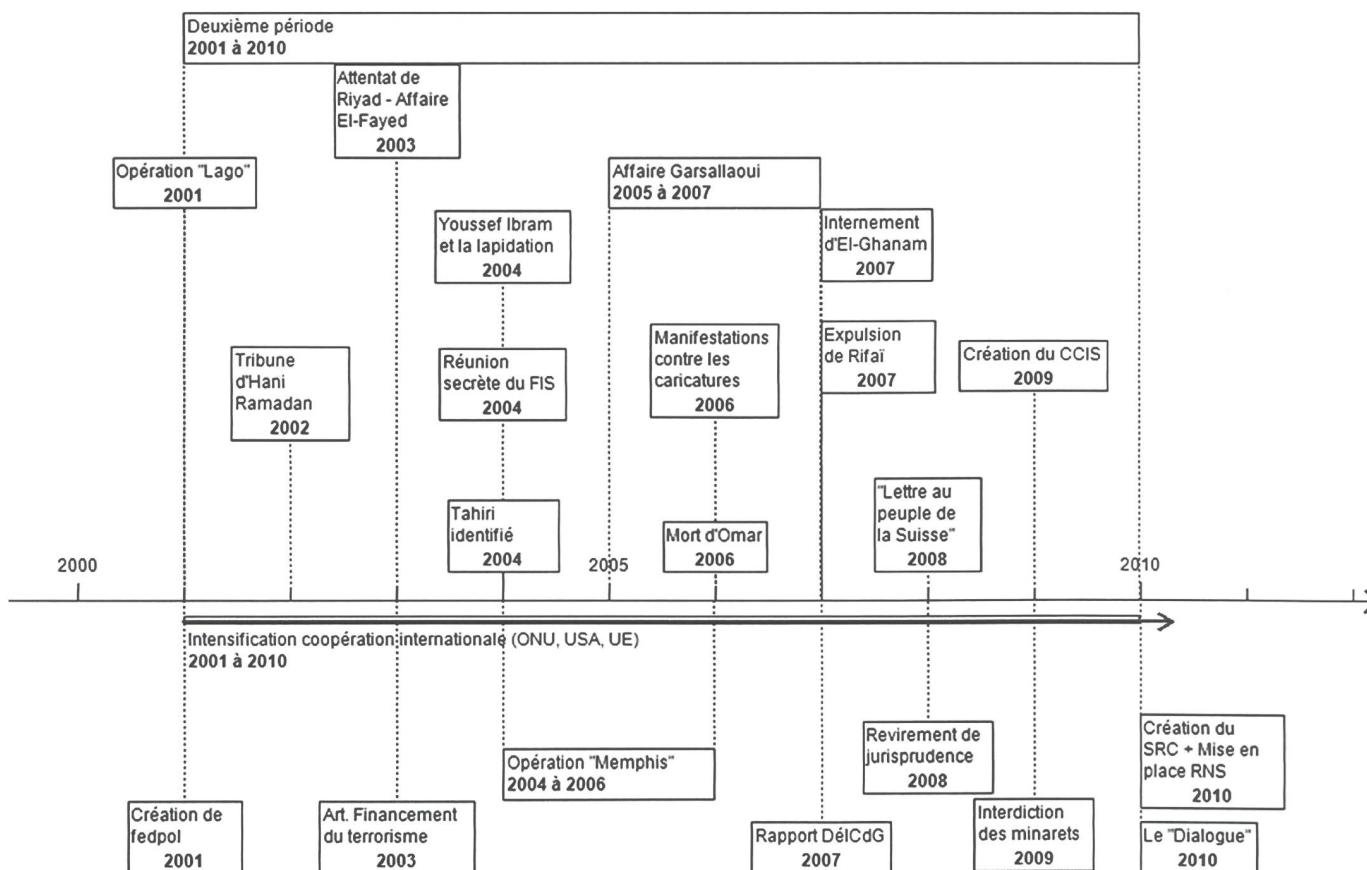 Deuxième période
2001 à 2010
Attentat de
Riyad - Affaire
El-Fayed
2003
Opération "Lago"
2001
Affaire Garsallaoui
2005 à 2007
Youssef Ibram
et la lapidation
2004
Internement
d'El-Ghanam
2007
Tribune
d'Hani
Ramadan
2002
Réunion
secrète du FIS
2004
Manifestations
contre les
caricatures
2006
Expulsion
de Rifaï
2007
Création du CCIS
2009
Tahiri
identifié
2004
Mort d'Omar
2006
"Lettre au
peuple de
la Suisse"
2008
2000
2005
2010
Intensification coopération internationale (ONU, USA, UE)
2001 à 2010
Opération "Memphis"
2004 à 2006
Revirement de
jurisprudence
2008
Création du
SRC + Mise en
place RNS
2010
Création de
fedpol
2001
Art. Financement
du terrorisme
2003
Rapport DélCdG
2007
Interdiction
des minarets
2009
Le "Dialogue"
2010